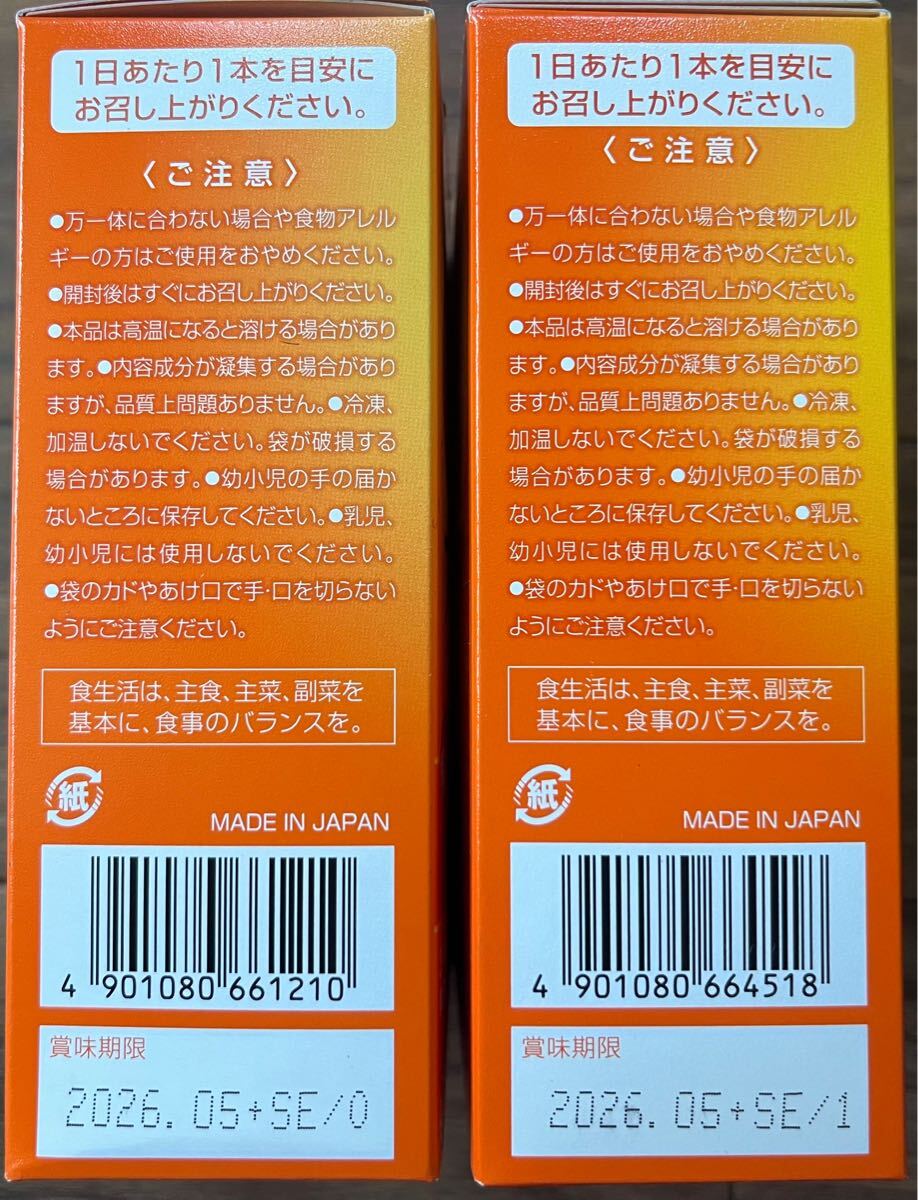 1日あたり1本を目安に
お召し上がりください。
〈ご注意〉
●万一体に合わない場合や食物アレル
ギーの方はご使用をおやめください。
●開封後はすぐにお召し上がりください。
●本品は高温になると溶ける場合があり
ます。●内容成分が凝集する場合があり
ますが、品質上問題ありません。●冷凍、
加温しないでください。袋が破損する
場合があります。●幼小児の手の届か
ないところに保存してください。●乳児、
幼小児には使用しないでください。
●袋のカドやあけ口で手・口を切らない
ようにご注意ください。
食生活は、主食、主菜、副菜を
基本に、食事のバランスを。
紙
MADE IN JAPAN
4 901080 661210
賞味期限
2026.05+SE/0
1日あたり1本を目安に
お召し上がりください。
〈ご注意〉
●万一体に合わない場合や食物アレル
ギーの方はご使用をおやめください。
●開封後はすぐにお召し上がりください。
●本品は高温になると溶ける場合があり
ます。●内容成分が凝集する場合があり
ますが、品質上問題ありません。●冷凍、
加温しないでください。袋が破損する
場合があります。●幼小児の手の届か
ないところに保存してください。●乳児、
幼小児には使用しないでください。
●袋のカドやあけ口で手・口を切らない
ようにご注意ください。
食生活は、主食、主菜、副菜を
基本に、食事のバランスを。
紙
MADE IN JAPAN
4 901080 664518
賞味期限
2026.05+SE/1